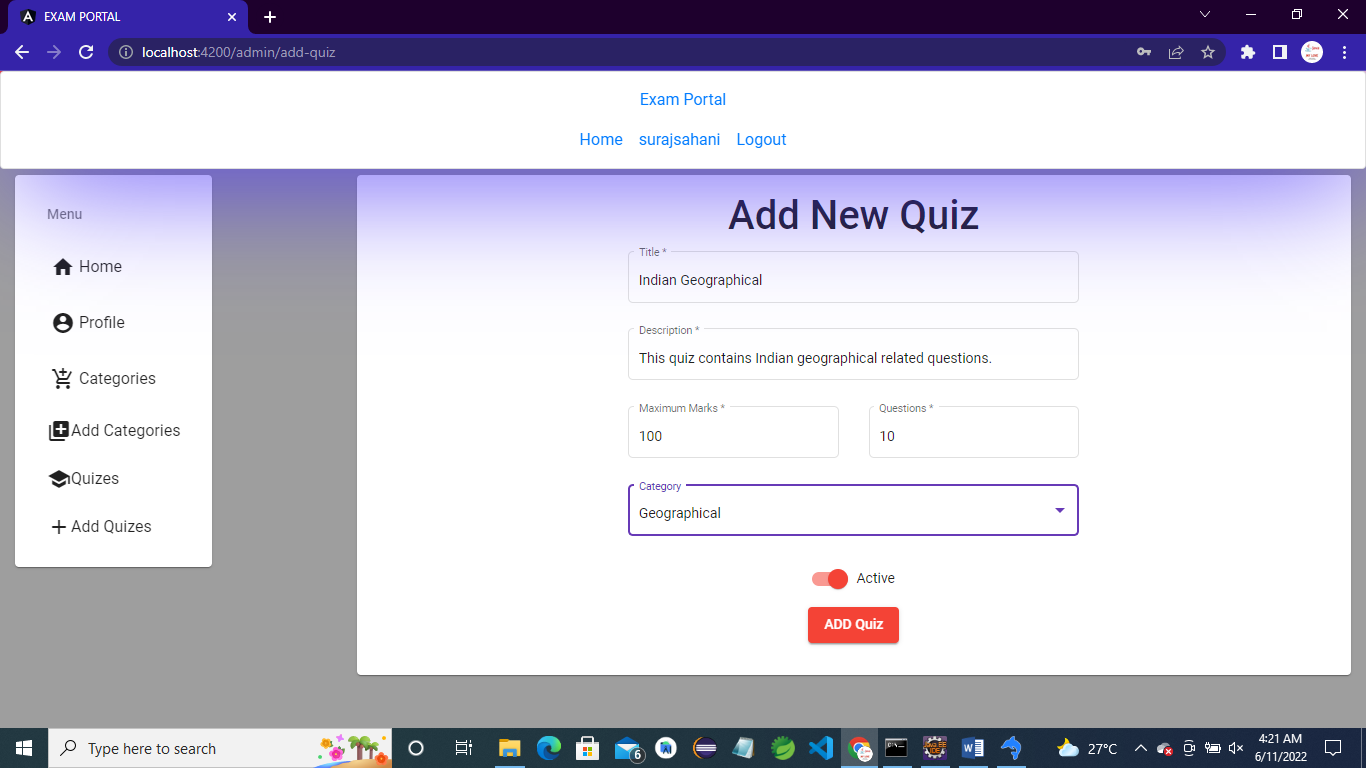 EXAM PORTAL
localhost:4200/admin/add-quiz
Exam Portal
Home surajsahani Logout
Menu
Home
Profile
Categories
Add Categories
Quizes
Add Quizes
Add New Quiz
Title *
Indian Geographical
Description *
This quiz contains Indian geographical related questions.
Maximum Marks *
100
Questions *
10
Category
Geographical
Active
ADD Quiz
Type here to search
6
27°C
4:21 AM
6/11/2022